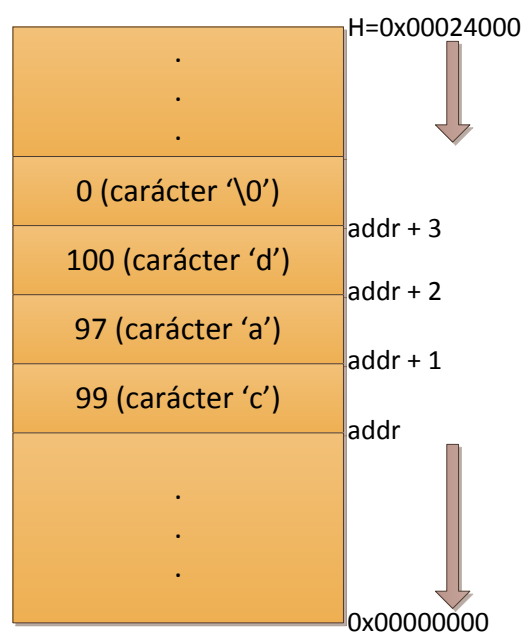 H=0x00024000
.
.
.
0 (carácter ‘\0’)
addr + 3
100 (carácter ‘d’)
addr + 2
97 (carácter ‘a’)
addr + 1
99 (carácter ‘c’)
addr
.
.
.
0x00000000